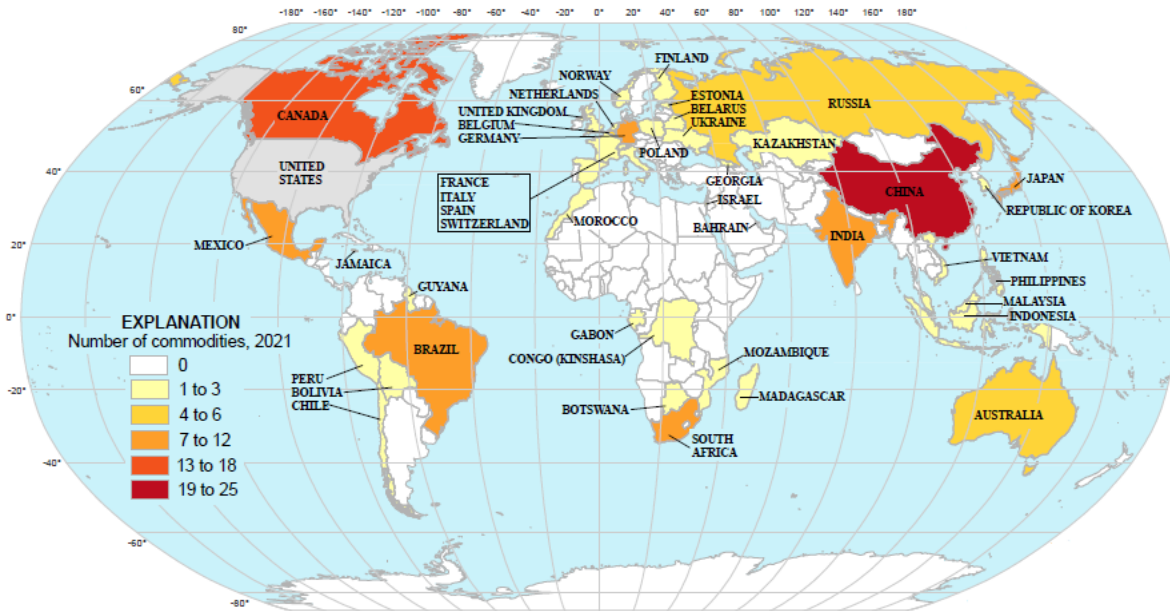 -180° -160° -140° -120° -100° -80° -60° -40° -20° 0° 20° 40° 60° 80° 100° 120° 140° 160° 180°
80°
60°
40°
20°
0°
-20°
-40°
-60°
-80°
FINLAND
NORWAY
NETHERLANDS
ESTONIA
BELARUS
UKRAINE
RUSSIA
CANADA
UNITED KINGDOM
BELGIUM
GERMANY
POLAND
KAZAKHSTAN
UNITED
STATES
FRANCE
ITALY
SPAIN
SWITZERLAND
GEORGIA
ISRAEL
CHINA
JAPAN
REPUBLIC OF KOREA
MOROCCO
BAHRAIN
INDIA
MEXICO
JAMAICA
GUYANA
VIETNAM
PHILIPPINES
MALAYSIA
INDONESIA
GABON
CONGO (KINSHASA)
MOZAMBIQUE
MADAGASCAR
BOTSWANA
SOUTH
AFRICA
AUSTRALIA
BRAZIL
PERU
BOLIVIA
CHILE
EXPLANATION
Number of commodities, 2021
0
1 to 3
4 to 6
7 to 12
13 to 18
19 to 25